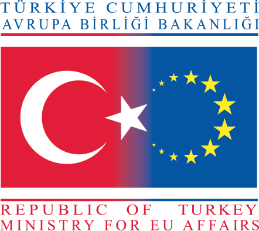 TÜRKİYE CUMHURİYETİ
AVRUPA BİRLİĞİ BAKANLIĞI
REPUBLIC OF TURKEY
MINISTRY FOR EU AFFAIRS